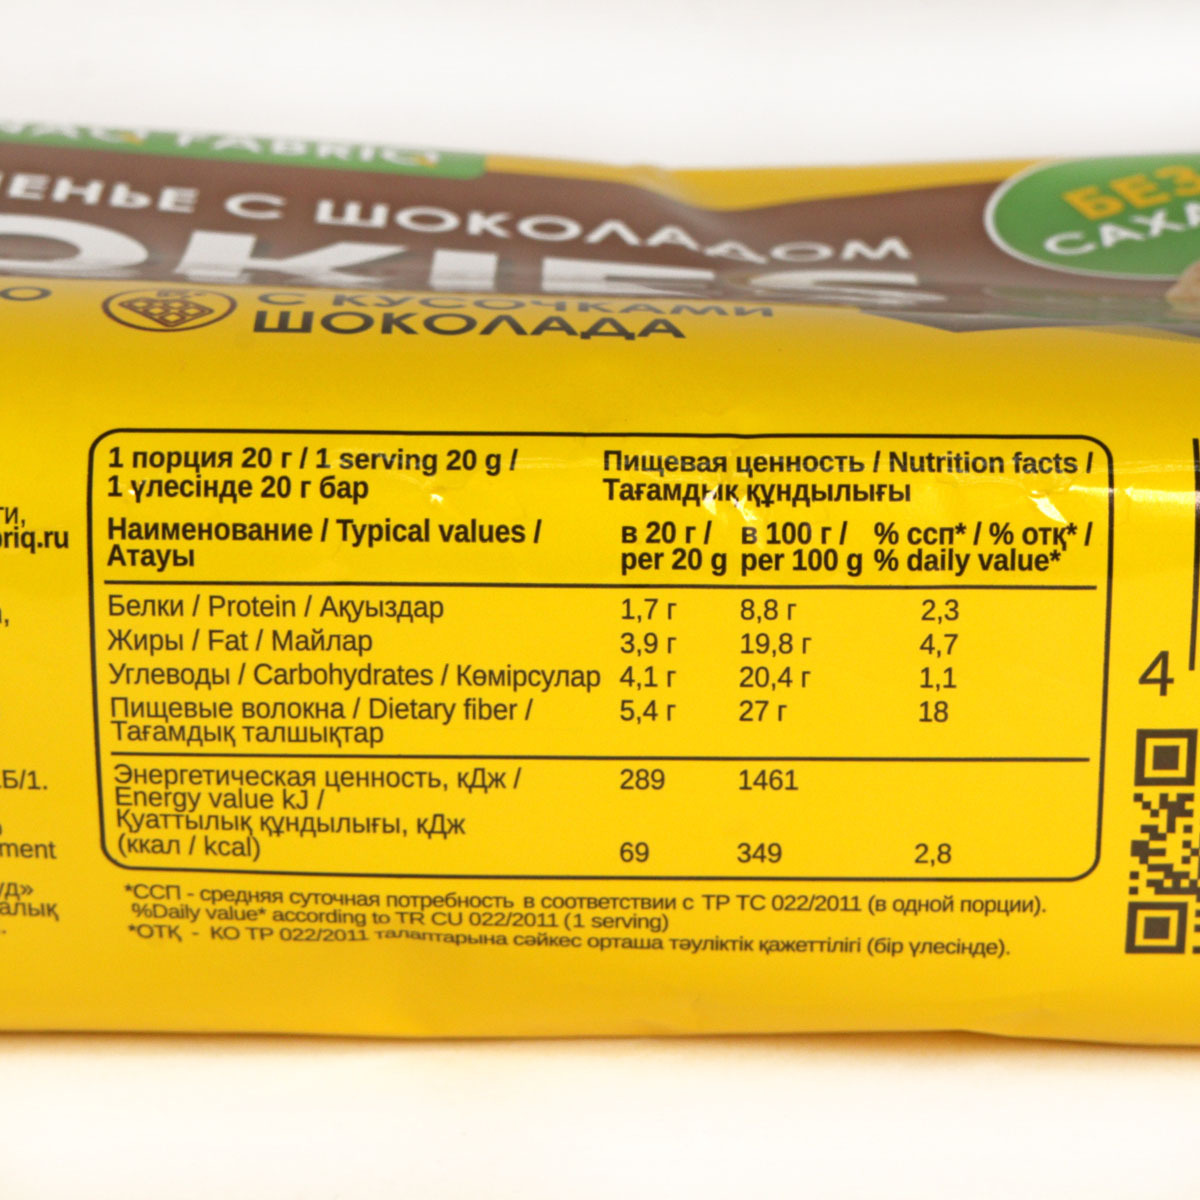 FABRIQ
С ШОКОЛАДОМ
БЕЗ
С КУСОЧКАМИ
ШОКОЛАДА
1 порция 20 г / 1 serving 20 g /
1 үлесінде 20 г бар
Пищевая ценность / Nutrition facts /
Тағамдық құндылығы
Наименование / Typical values /
Атауы
в 20 г / в 100 г / % ссп* / % отқ* /
per 20 g per 100 g % daily value*
Белки / Protein / Ақуыздар 1,7 г 8,8 г 2,3
Жиры / Fat / Майлар 3,9 г 19,8 г 4,7
Углеводы / Carbohydrates / Көмірсулар 4,1 г 20,4 г 1,1
Пищевые волокна / Dietary fiber / 5,4 г 27 г 18
Тағамдық талшықтар
Энергетическая ценность, кДж / 289 1461
Energy value kJ /
Қуаттылық құндылығы, кДж
(ккал / kcal) 69 349 2,8
*ССП - средняя суточная потребность в соответствии с ТР ТС 022/2011 (в одной порции).
%Daily value* according to TR CU 022/2011 (1 serving)
*ОТҚ - КО ТР 022/2011 талаптарына сәйкес орташа тәуліктік қажеттілігі (бір үлесінде).
4